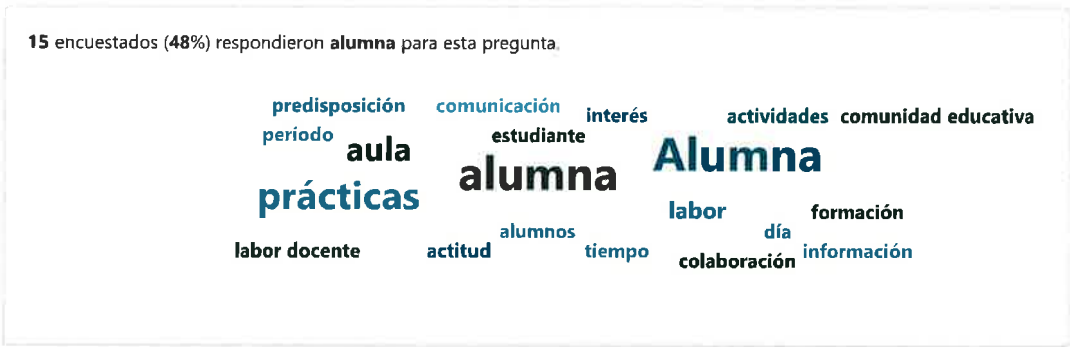 15 encuestados (48%) respondieron alumna para esta pregunta.
predisposición comunicación interés actividades comunidad educativa
período aula estudiante Alumna
prácticas alumna
labor formación
alumnos día
labor docente actitud tiempo colaboración información